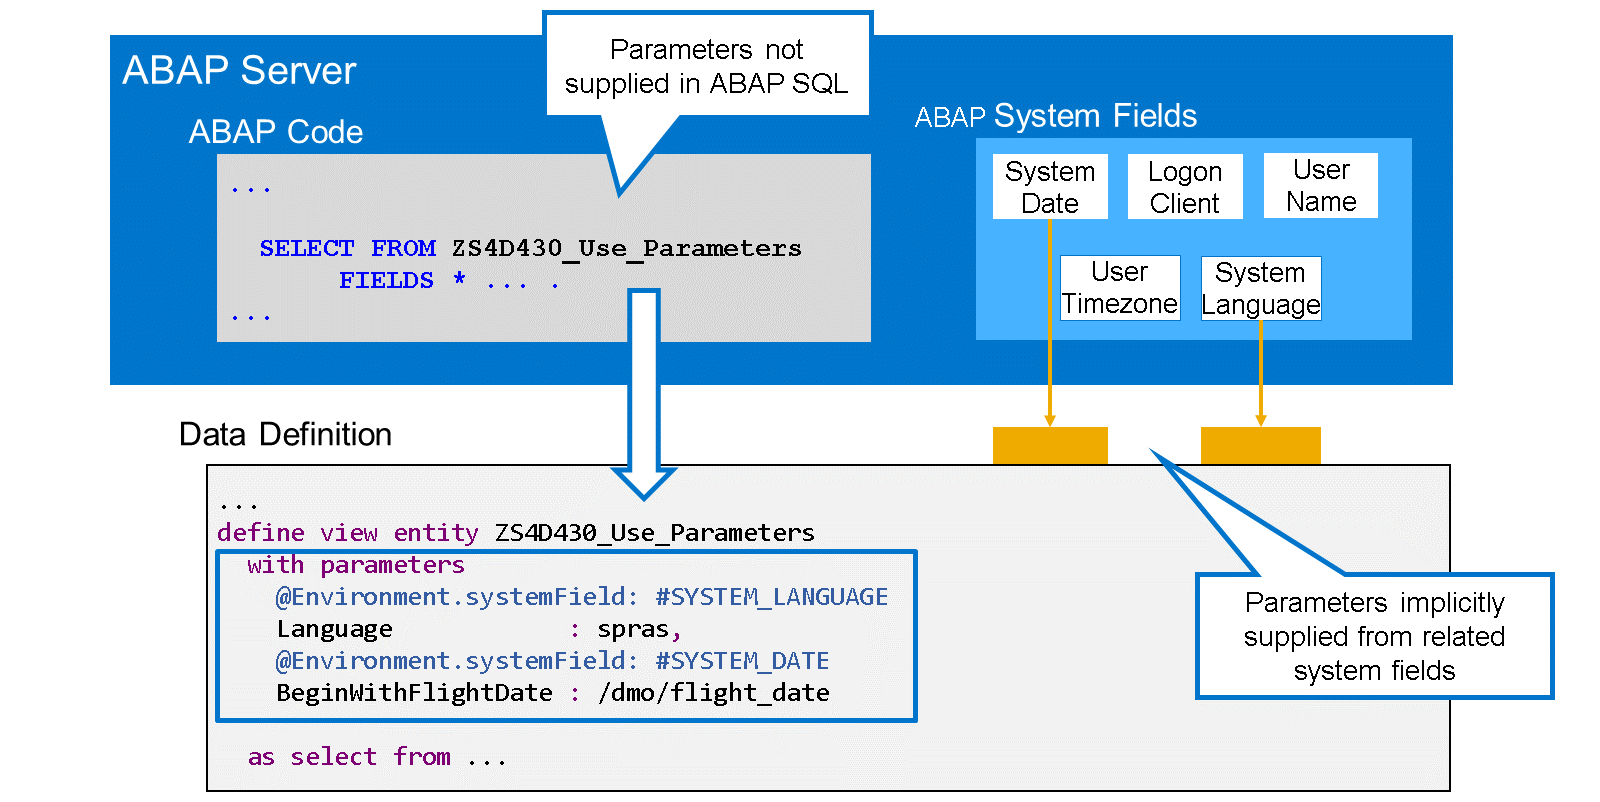 Parameters not
supplied in ABAP SQL
ABAP Server
ABAP Code
...
SELECT FROM ZS4D430_Use_Parameters
FIELDS * ... .
...
ABAP System Fields
System
Date
Logon
Client
User
Name
User
Timezone
System
Language
Data Definition
...
define view entity ZS4D430_Use_Parameters
with parameters
@Environment.systemField: #SYSTEM_LANGUAGE
Language : spras,
@Environment.systemField: #SYSTEM_DATE
BeginWithFlightDate : /dmo/flight_date
as select from ...
Parameters implicitly
supplied from related
system fields